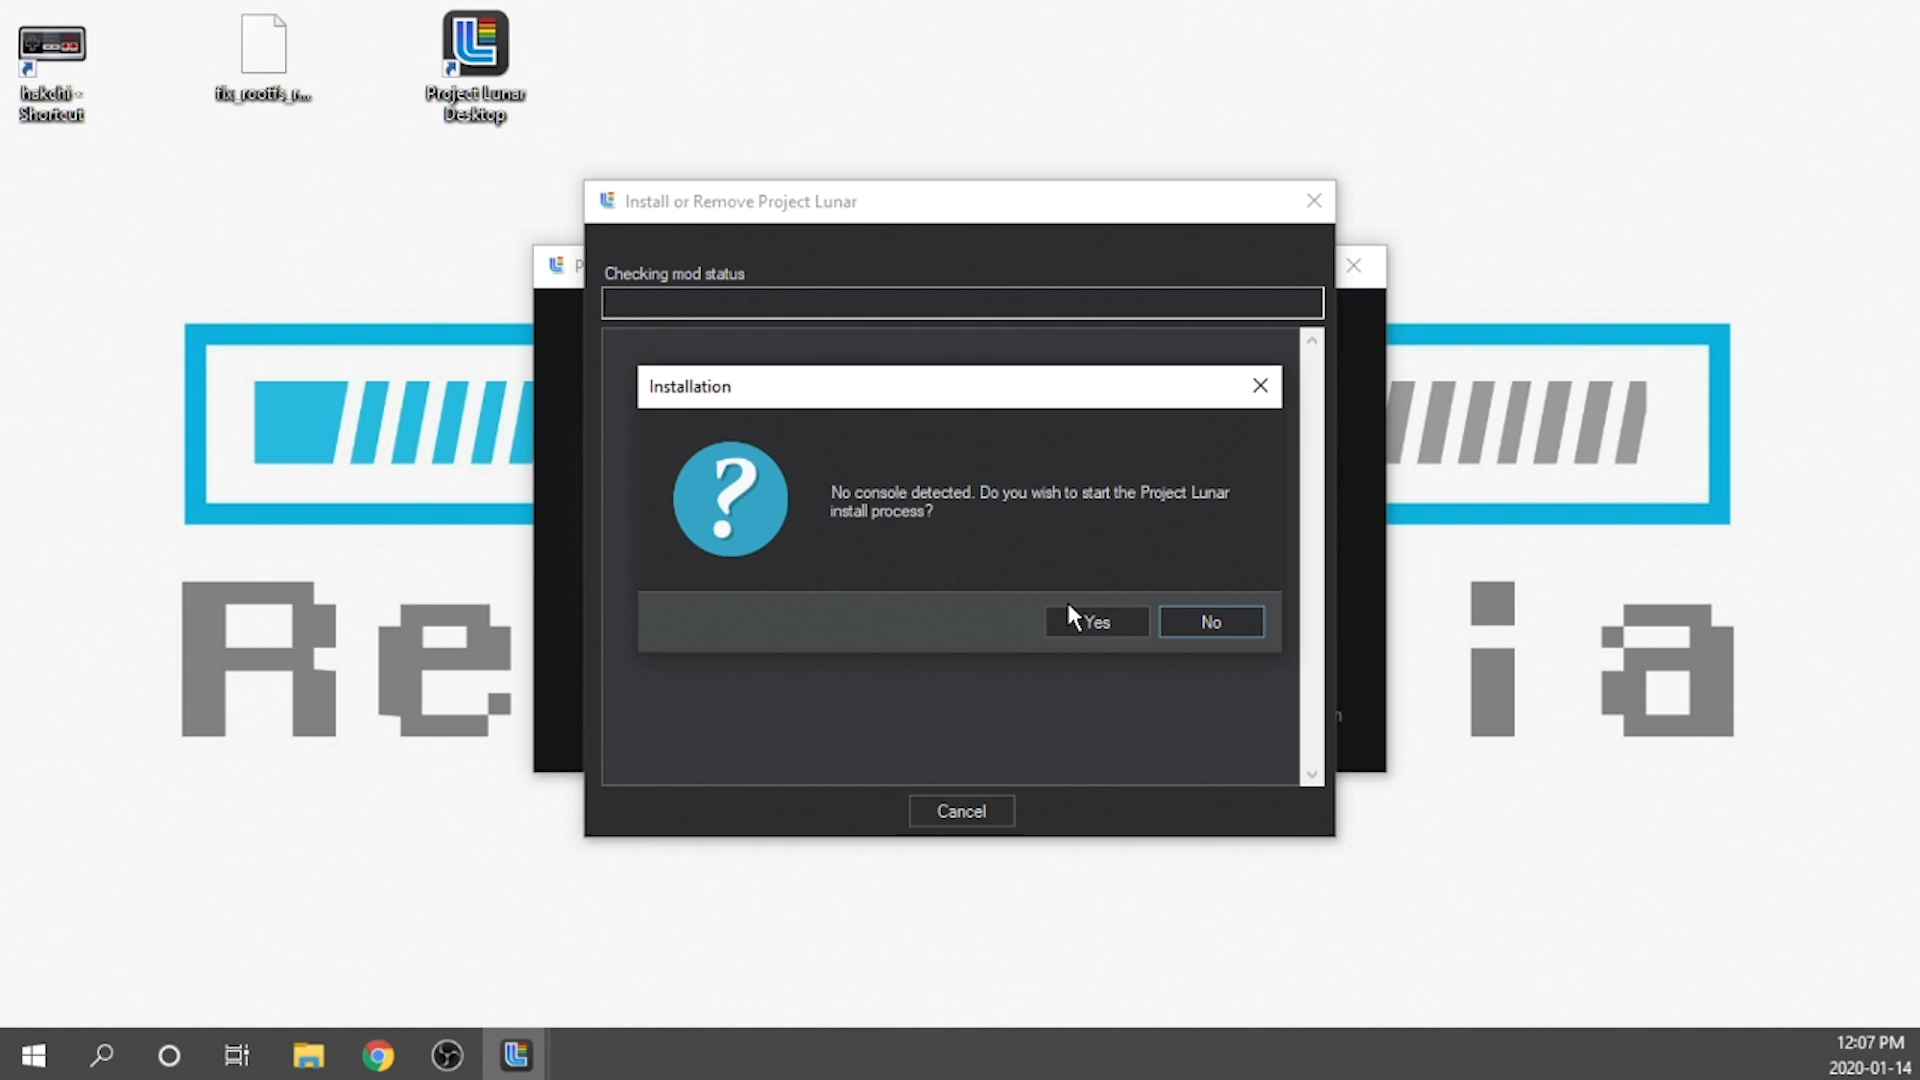 hakchi -
Shortcut
fix_rootfs_r...
Project Lunar
Desktop
Install or Remove Project Lunar
P
Checking mod status
Installation
No console detected. Do you wish to start the Project Lunar
install process?
Yes
No
n
Cancel
Re
ia
12:07 PM
2020-01-14